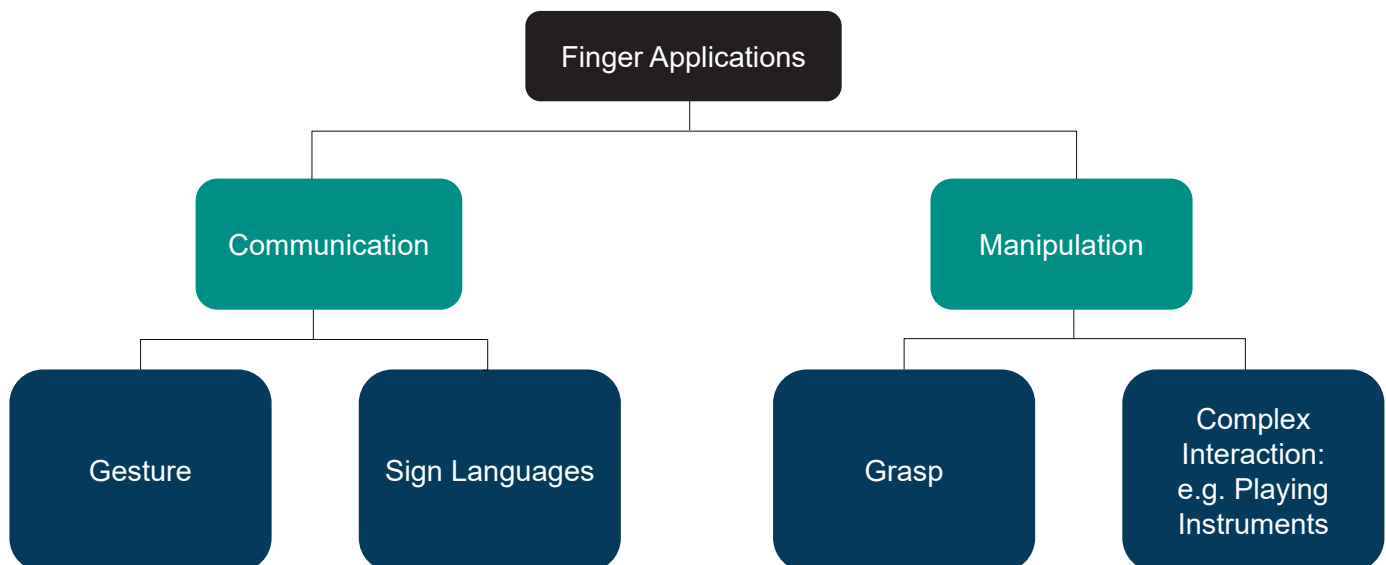 Finger Applications
Communication
Manipulation
Gesture
Sign Languages
Grasp
Complex
Interaction:
e.g. Playing
Instruments